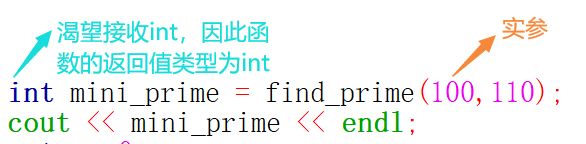 渴望接收int，因此函
数的返回值类型为int
实参
int mini_prime = find_prime(100,110);
cout << mini_prime << endl;